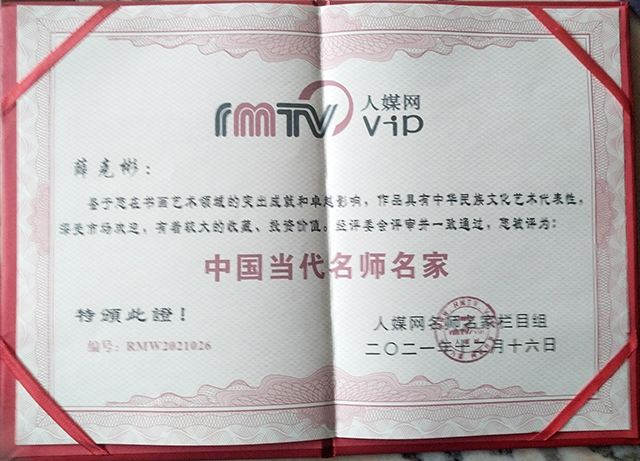 rmTV 人媒网
Vip
薛克彬：
鉴于您在书画艺术领域的突出成就和卓越影响，作品具有中华民族文化艺术代表性，
深受市场欢迎，有着较大的收藏、投资价值。经评委会评审并一致通过，您被评为：
中国当代名师名家
特頒此證！
人媒网名师名家栏目组
编号：RMW2021026
二〇二一年十二月十六日